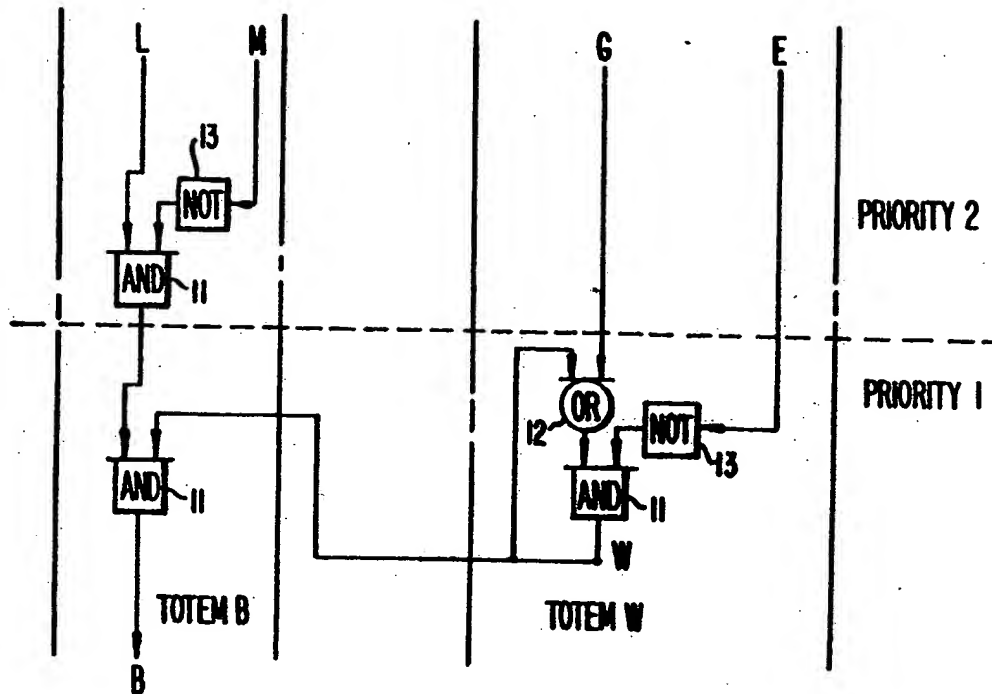 L M G E
13
NOT
PRIORITY 2
AND 11
PRIORITY 1
OR
12
NOT
13
AND 11
AND 11
W
TOTEM B
TOTEM W
B